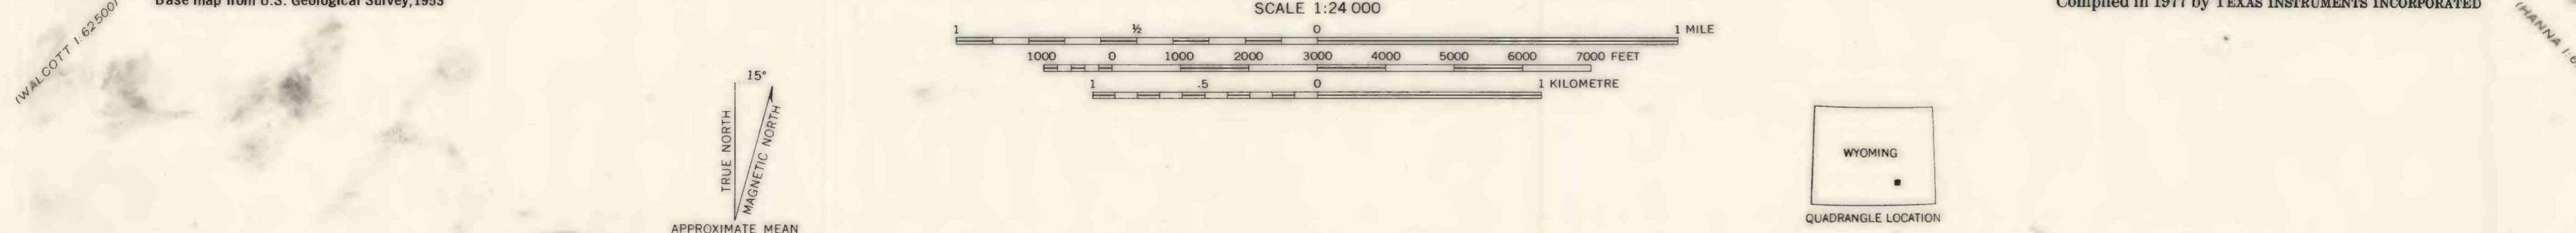 Base map from U.S. Geological Survey, 1953
(WALCOTT 1:62500)
SCALE 1:24 000
1 ½ 0 1 MILE
1000 0 1000 2000 3000 4000 5000 6000 7000 FEET
1 .5 0 1 KILOMETRE
15°
TRUE NORTH
MAGNETIC NORTH
APPROXIMATE MEAN
WYOMING
QUADRANGLE LOCATION
Compiled in 1977 by TEXAS INSTRUMENTS INCORPORATED
(HANNA 1:6